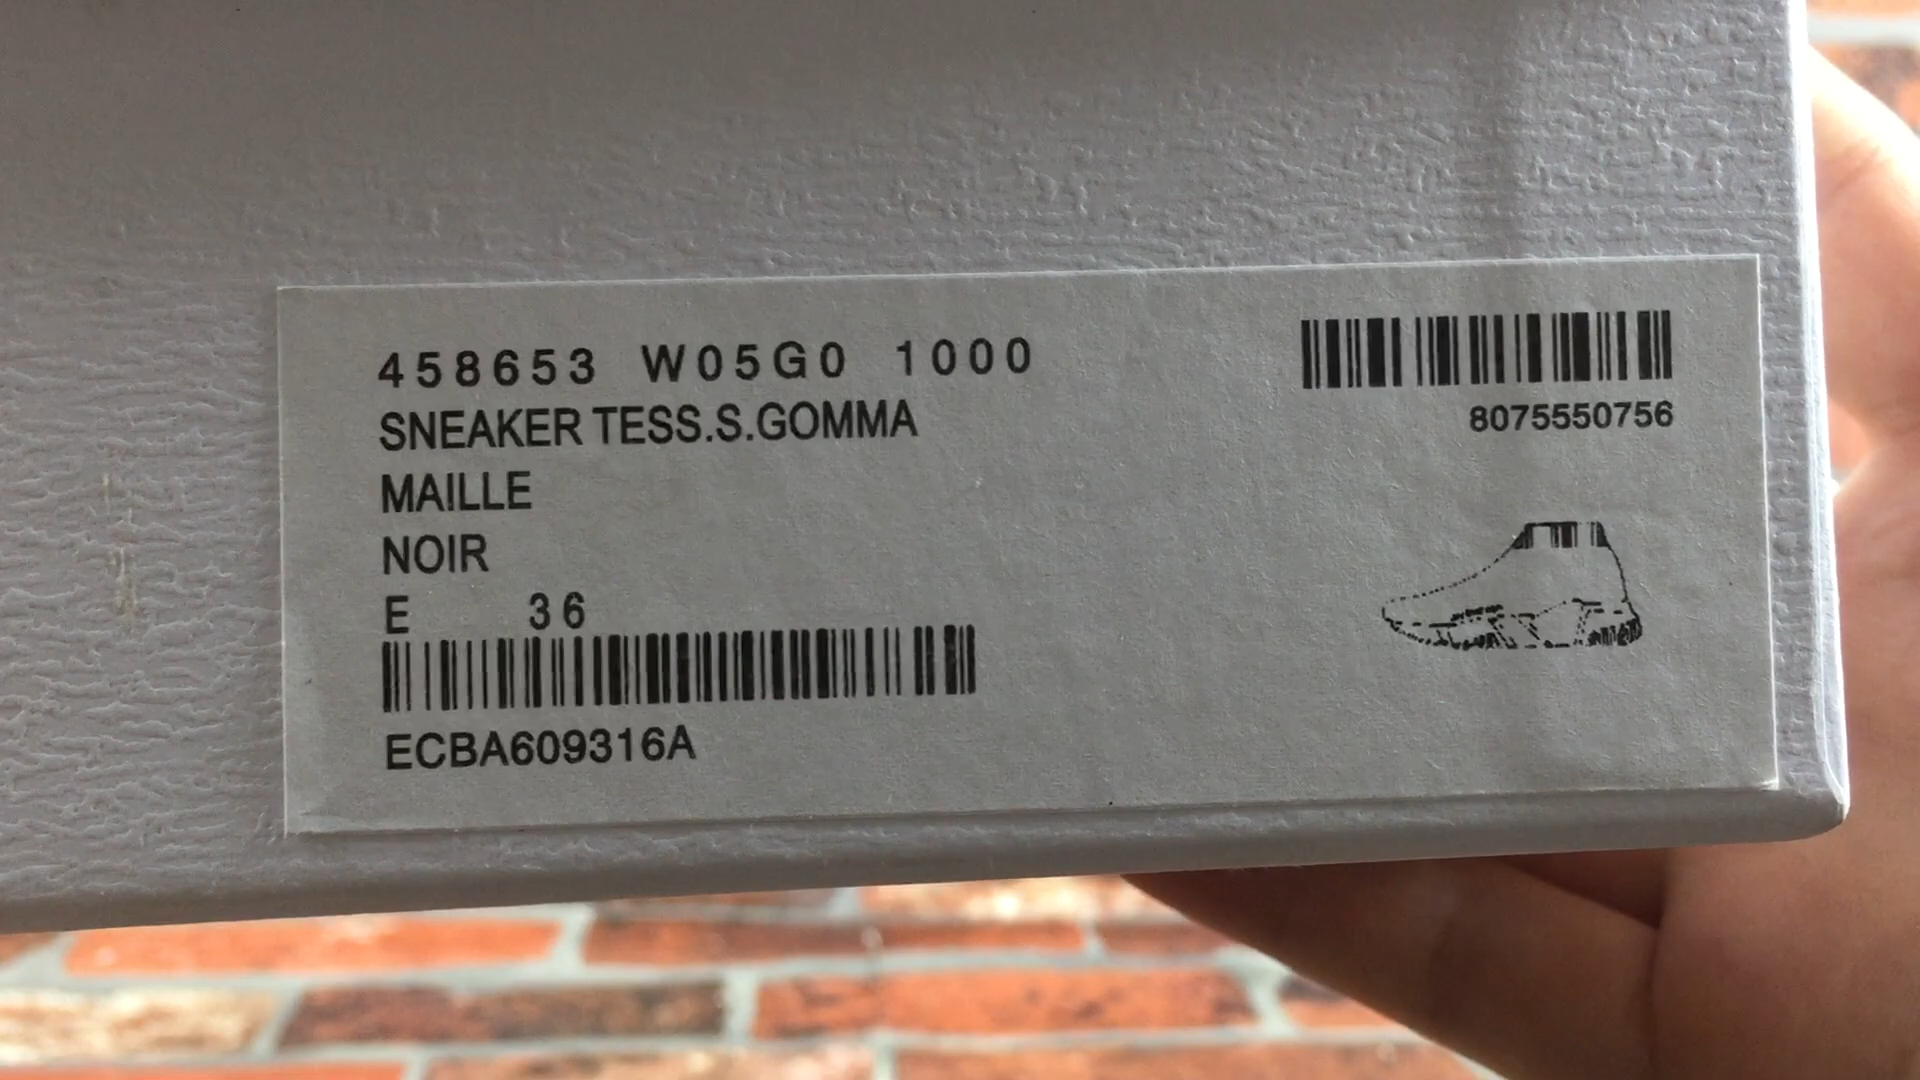 458653 W05G0 1000
SNEAKER TESS.S.GOMMA
MAILLE
NOIR
E 36
ECBA609316A
8075550756